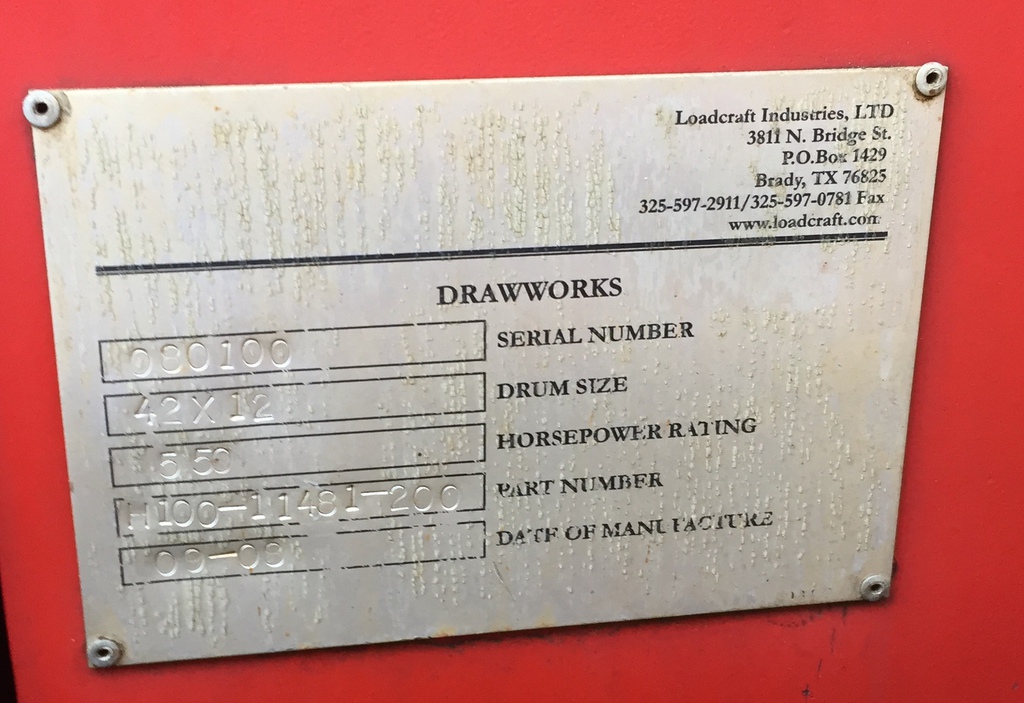 Loadcraft Industries, LTD
3811 N. Bridge St.
P.O.Box 1429
Brady, TX 76825
325-597-2911/325-597-0781 Fax
www.loadcraft.com
DRAWWORKS
080100 SERIAL NUMBER
42X12 DRUM SIZE
550 HORSEPOWER RATING
H100-11481-200 PART NUMBER
09-08 DATE OF MANUFACTURE